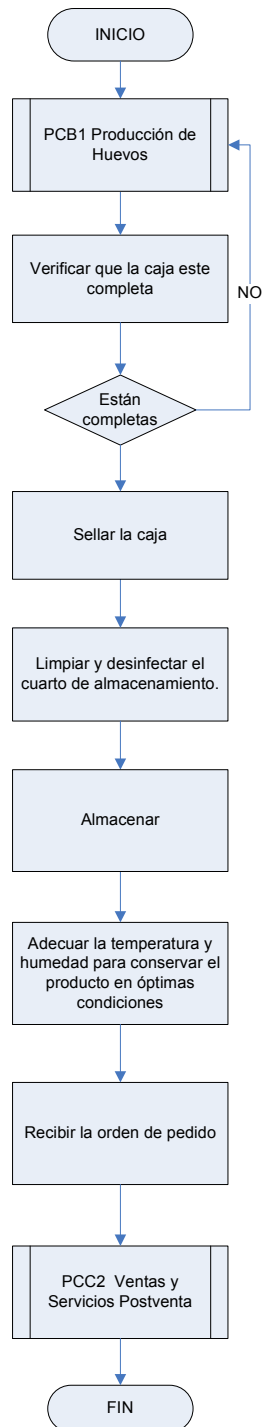 INICIO
PCB1 Producción de
Huevos
Verificar que la caja este
completa
NO
Están
completas
Sellar la caja
Limpiar y desinfectar el
cuarto de almacenamiento.
Almacenar
Adecuar la temperatura y
humedad para conservar el
producto en óptimas
condiciones
Recibir la orden de pedido
PCC2 Ventas y
Servicios Postventa
FIN